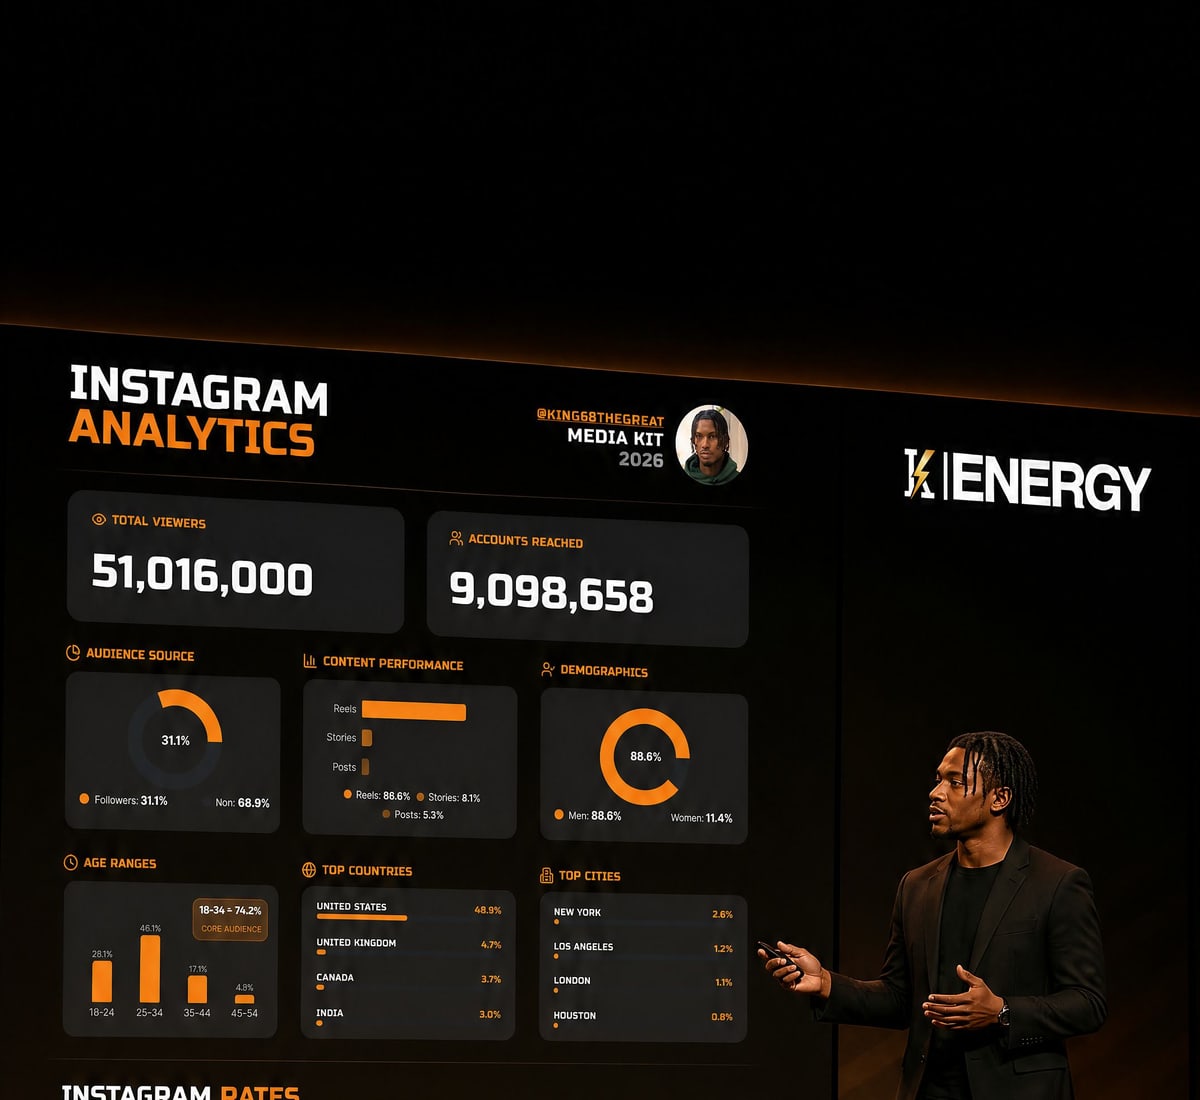 INSTAGRAM
ANALYTICS
@KING68THEGREAT
MEDIA KIT
2026
K|ENERGY
TOTAL VIEWERS
51,016,000
ACCOUNTS REACHED
9,098,658
AUDIENCE SOURCE
31.1%
Followers: 31.1%
Non: 68.9%
CONTENT PERFORMANCE
Reels
Stories
Posts
Reels: 86.6%
Stories: 8.1%
Posts: 5.3%
DEMOGRAPHICS
88.6%
Men: 88.6%
Women: 11.4%
AGE RANGES
18-34 = 74.2%
CORE AUDIENCE
28.1%
46.1%
17.1%
4.8%
18-24
25-34
35-44
45-54
TOP COUNTRIES
UNITED STATES 48.9%
UNITED KINGDOM 4.7%
CANADA 3.7%
INDIA 3.0%
TOP CITIES
NEW YORK 2.6%
LOS ANGELES 1.2%
LONDON 1.1%
HOUSTON 0.8%
INSTAGRAM RATES